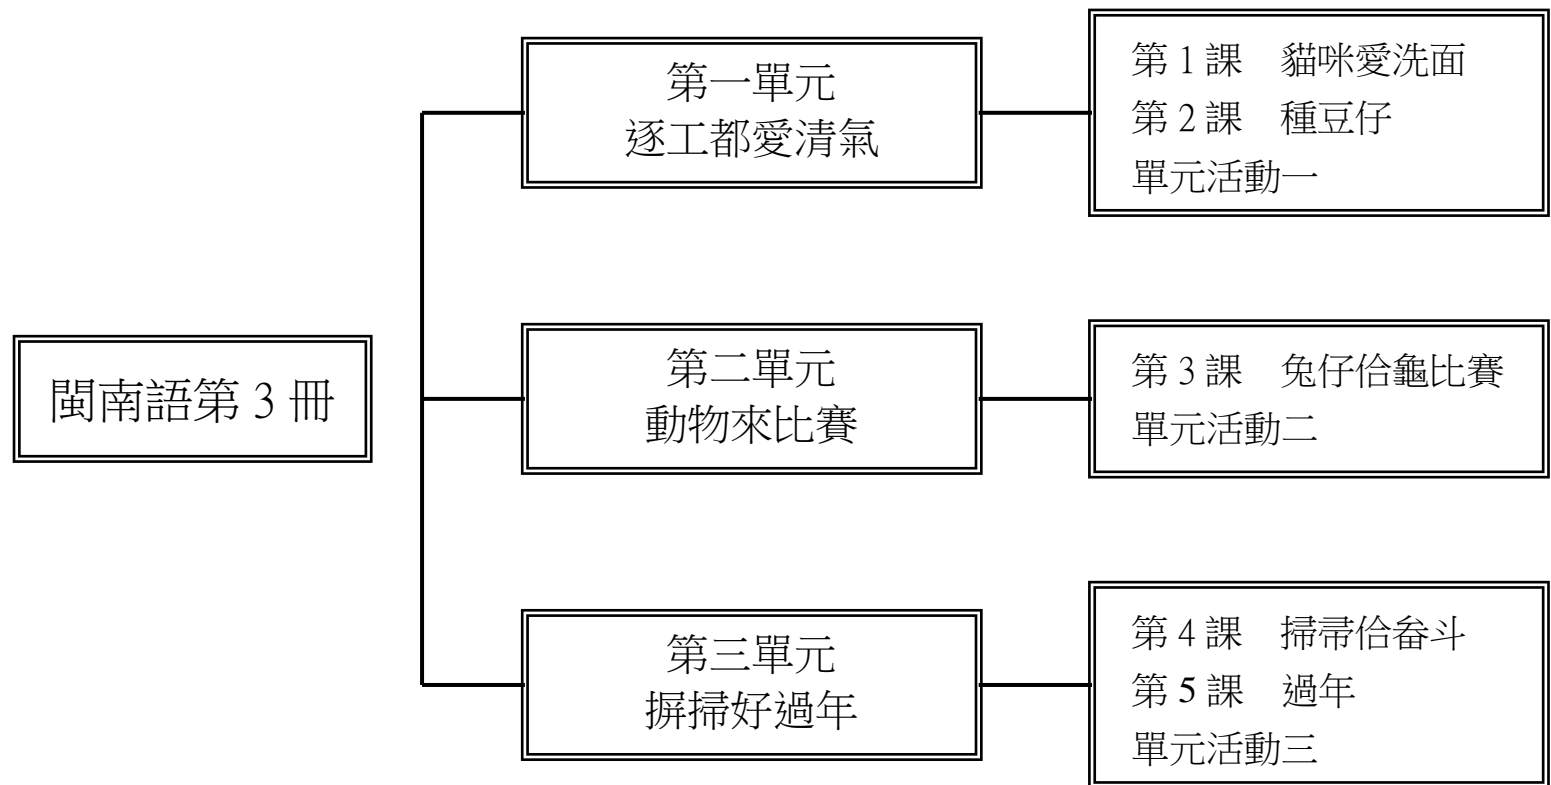 閩南語第 3 冊
第一單元
逐工都愛清氣
第 1 課　貓咪愛洗面
第 2 課　種豆仔
單元活動一
第二單元
動物來比賽
第 3 課　兔仔佮龜比賽
單元活動二
第三單元
摒掃好過年
第 4 課　掃帚佮畚斗
第 5 課　過年
單元活動三